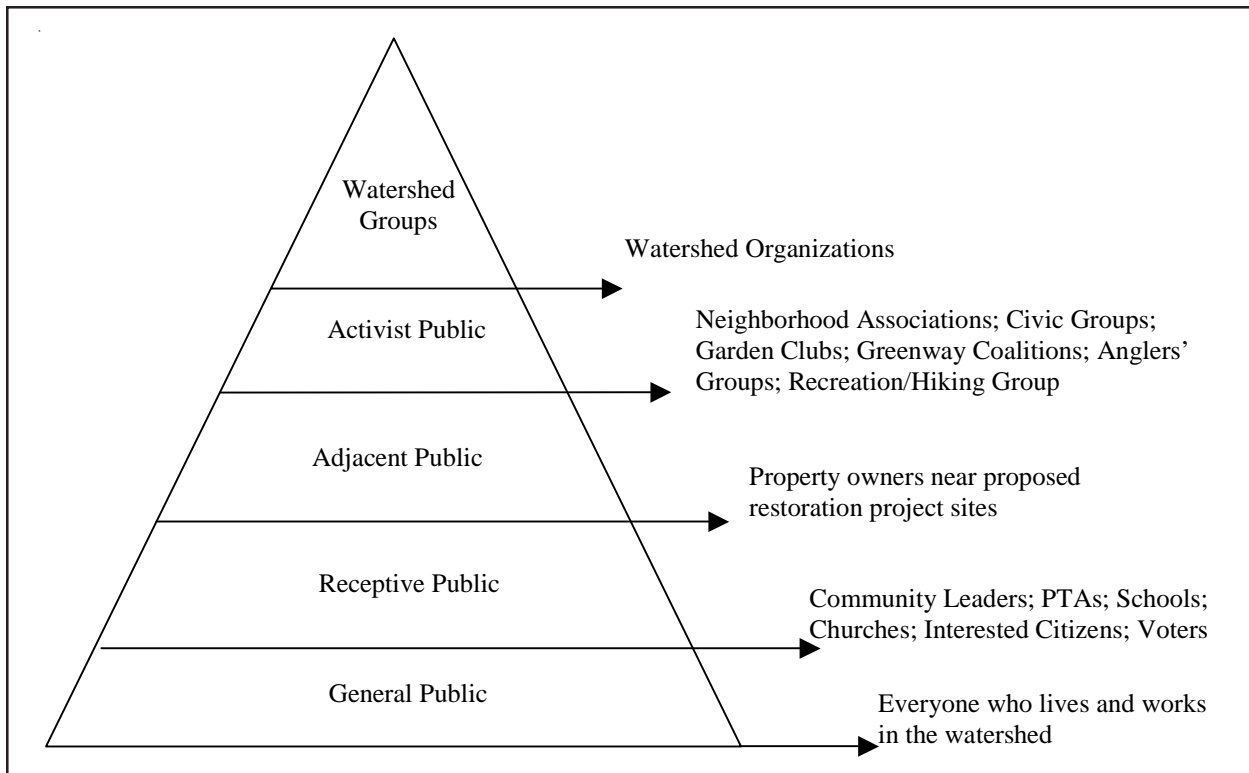 Watershed
Groups
Watershed Organizations
Activist Public
Neighborhood Associations; Civic Groups;
Garden Clubs; Greenway Coalitions; Anglers’
Groups; Recreation/Hiking Group
Adjacent Public
Property owners near proposed
restoration project sites
Receptive Public
Community Leaders; PTAs; Schools;
Churches; Interested Citizens; Voters
General Public
Everyone who lives and works
in the watershed